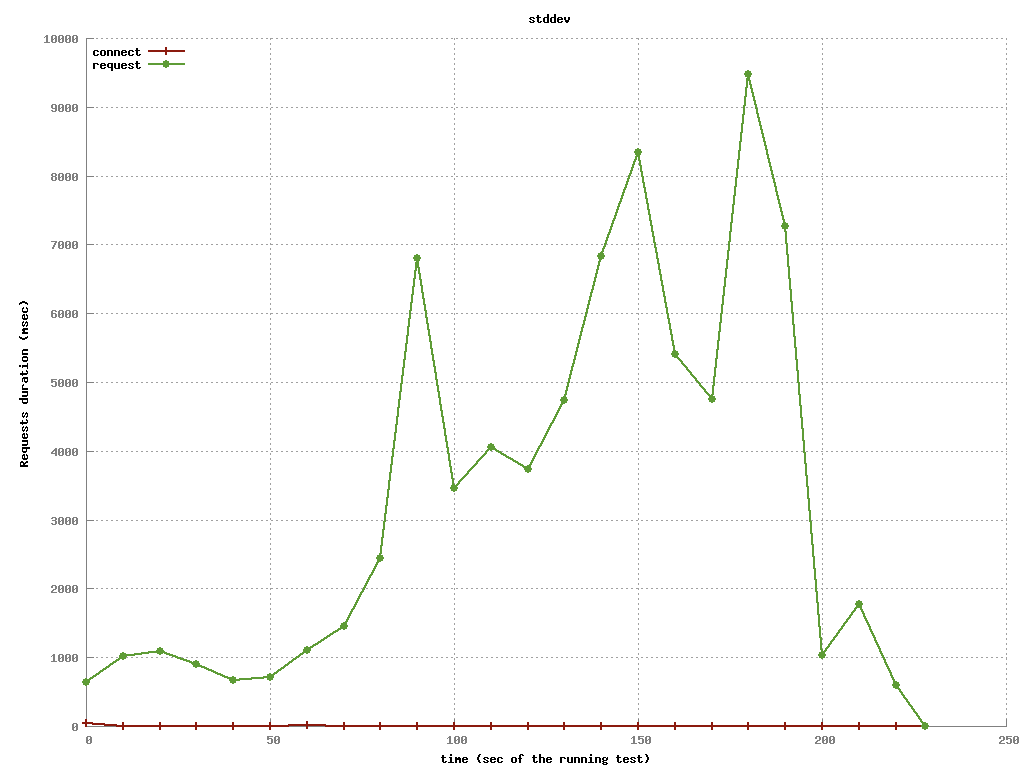 stddev
10000
connect
request
9000
8000
7000
6000
5000
4000
3000
2000
1000
0
Requests duration (msec)
0 50 100 150 200 250
time (sec of the running test)